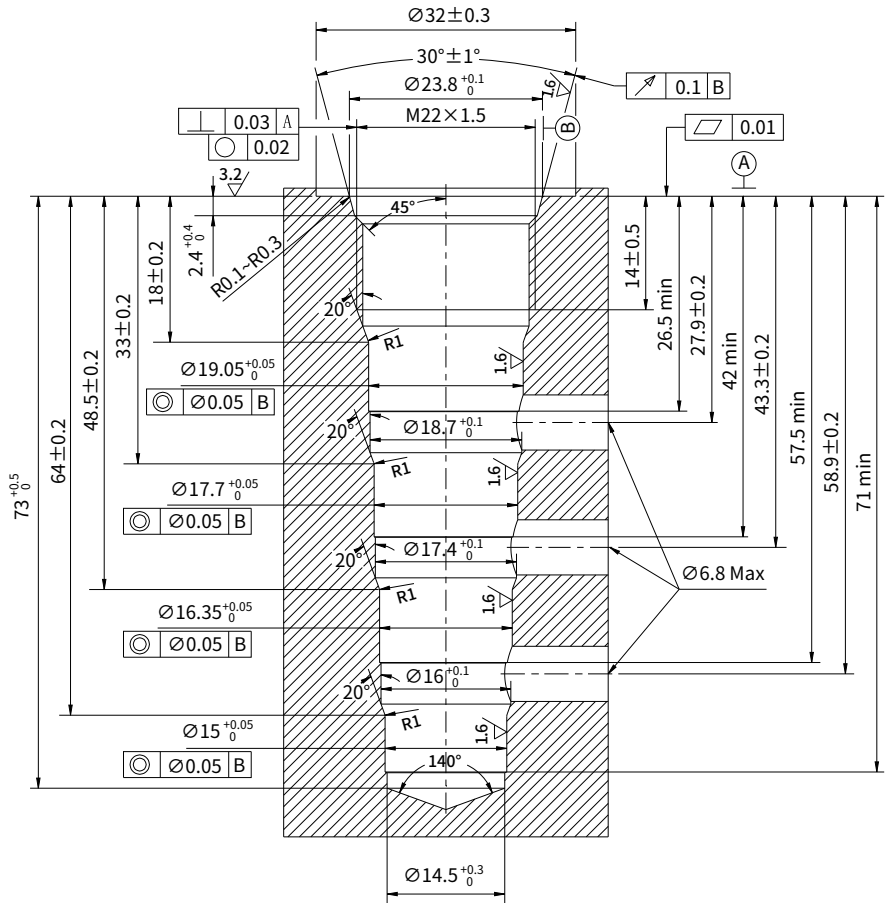 Ø32±0.3
30°±1°
Ø23.8 +0.1 0
1.6
0.1 B
M22×1.5
B
⊥ 0.03 A
○ 0.02
▱ 0.01
A
3.2
45°
2.4 +0.4 0
R0.1~R0.3
18±0.2
33±0.2
48.5±0.2
64±0.2
73 +0.5 0
14±0.5
26.5 min
27.9±0.2
42 min
43.3±0.2
57.5 min
58.9±0.2
71 min
20°
R1
1.6
Ø19.05 +0.05 0
◎ Ø0.05 B
20°
Ø18.7 +0.1 0
R1
1.6
Ø17.7 +0.05 0
◎ Ø0.05 B
20°
Ø17.4 +0.1 0
Ø6.8 Max
R1
1.6
Ø16.35 +0.05 0
◎ Ø0.05 B
20°
Ø16 +0.1 0
R1
1.6
Ø15 +0.05 0
◎ Ø0.05 B
140°
Ø14.5 +0.3 0